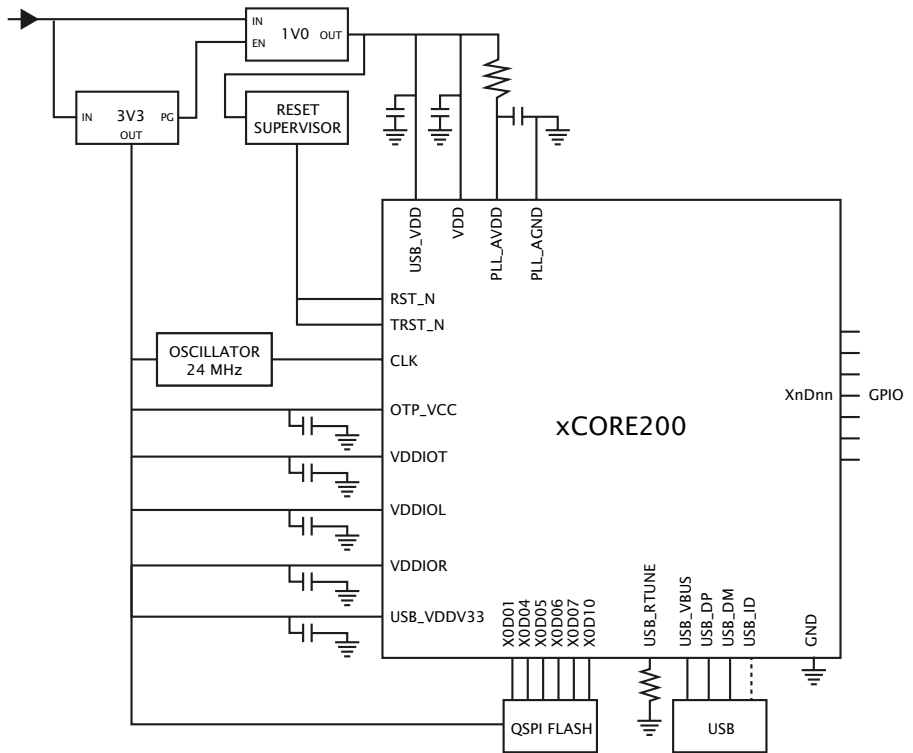 IN
EN
1V0
OUT
IN
3V3
PG
OUT
RESET
SUPERVISOR
USB_VDD
VDD
PLL_AVDD
PLL_AGND
RST_N
TRST_N
OSCILLATOR
24 MHz
CLK
XnDnn
GPIO
OTP_VCC
xCORE200
VDDIOT
VDDIOL
VDDIOR
USB_VDDV33
X0D01
X0D04
X0D05
X0D06
X0D07
X0D10
USB_RTUNE
USB_VBUS
USB_DP
USB_DM
USB_ID
GND
QSPI FLASH
USB